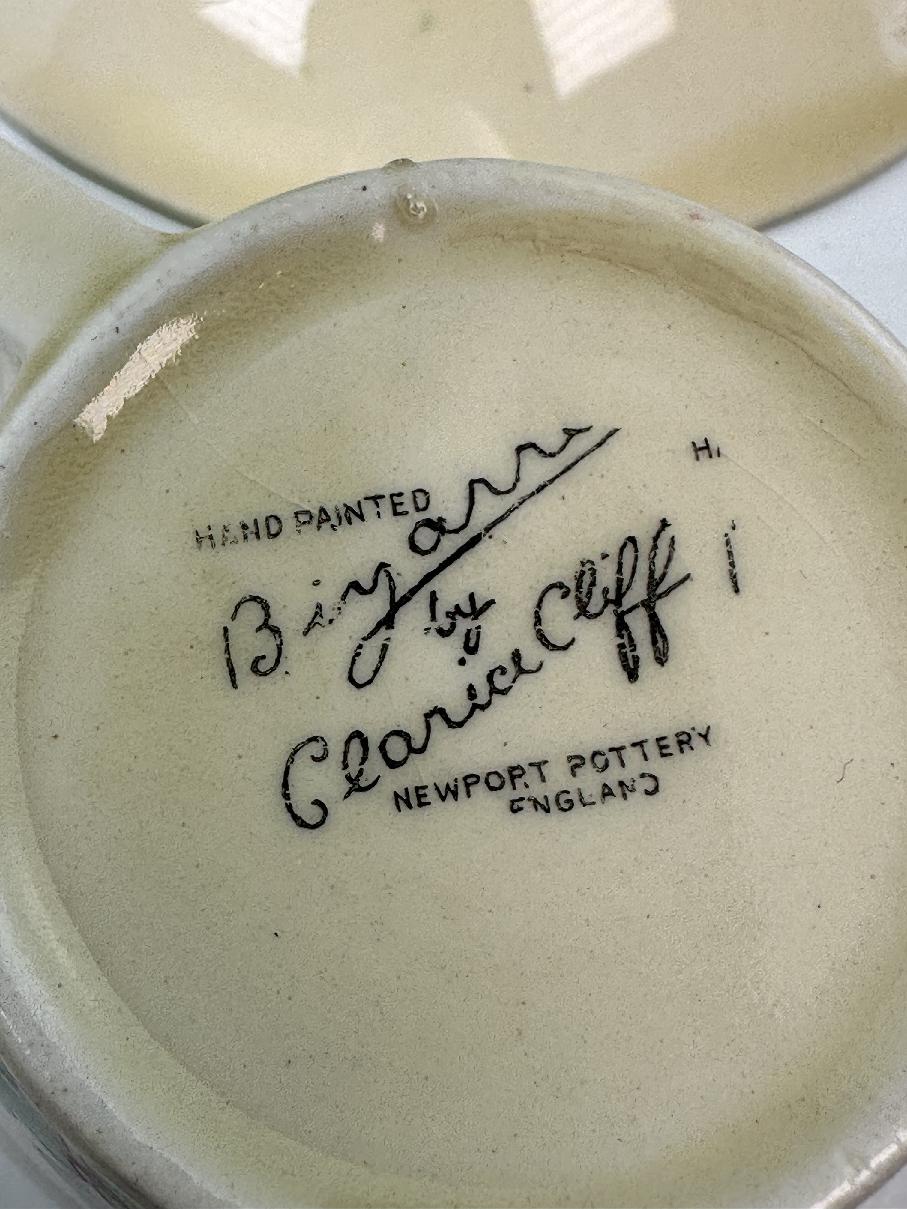 HAND PAINTED
Bizarre
by
Clarice Cliff
NEWPORT POTTERY
ENGLAND